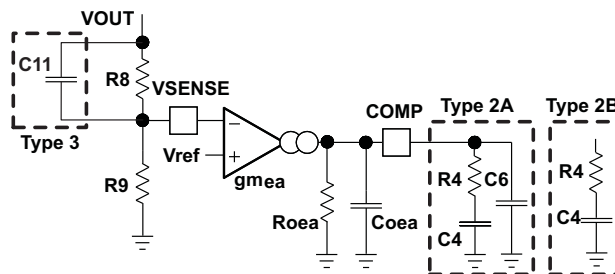 VOUT
C11
R8
VSENSE
COMP
Type 2A
Type 2B
Type 3
Vref
gmea
R9
Roea
Coea
R4
C6
C4
R4
C4
−
+